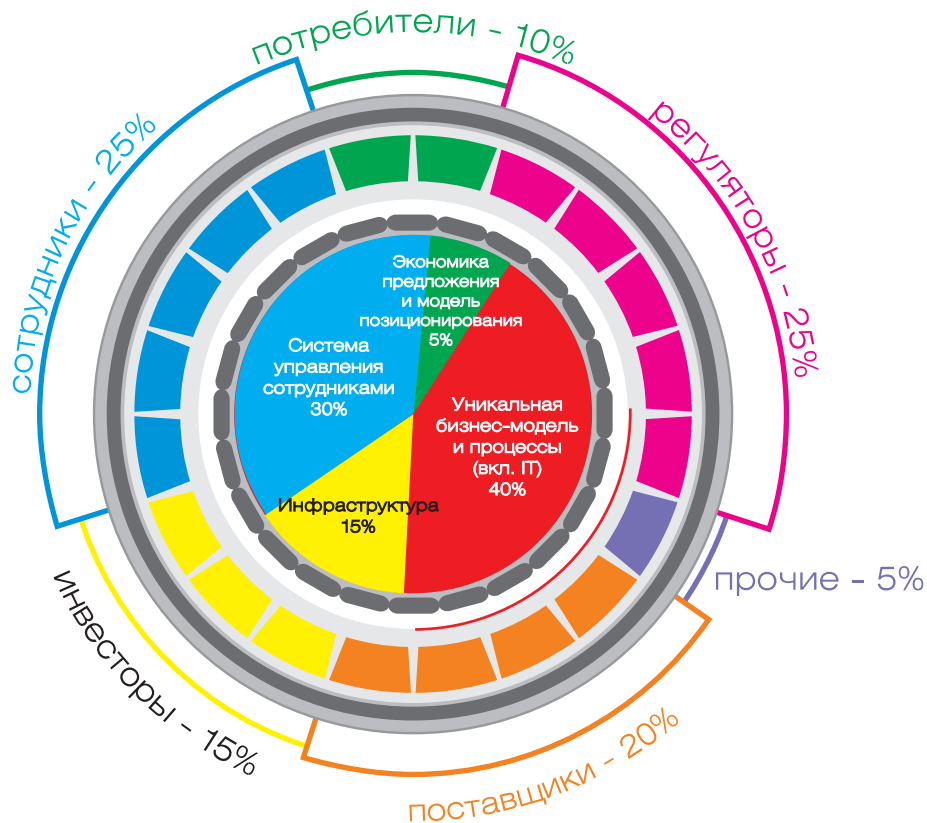 потребители - 10%
регуляторы - 25%
прочие - 5%
поставщики - 20%
инвесторы - 15%
сотрудники - 25%
Экономика
предложения
и модель
позиционирования
5%
Система
управления
сотрудниками
30%
Уникальная
бизнес-модель
и процессы
(вкл. IT)
40%
Инфраструктура
15%